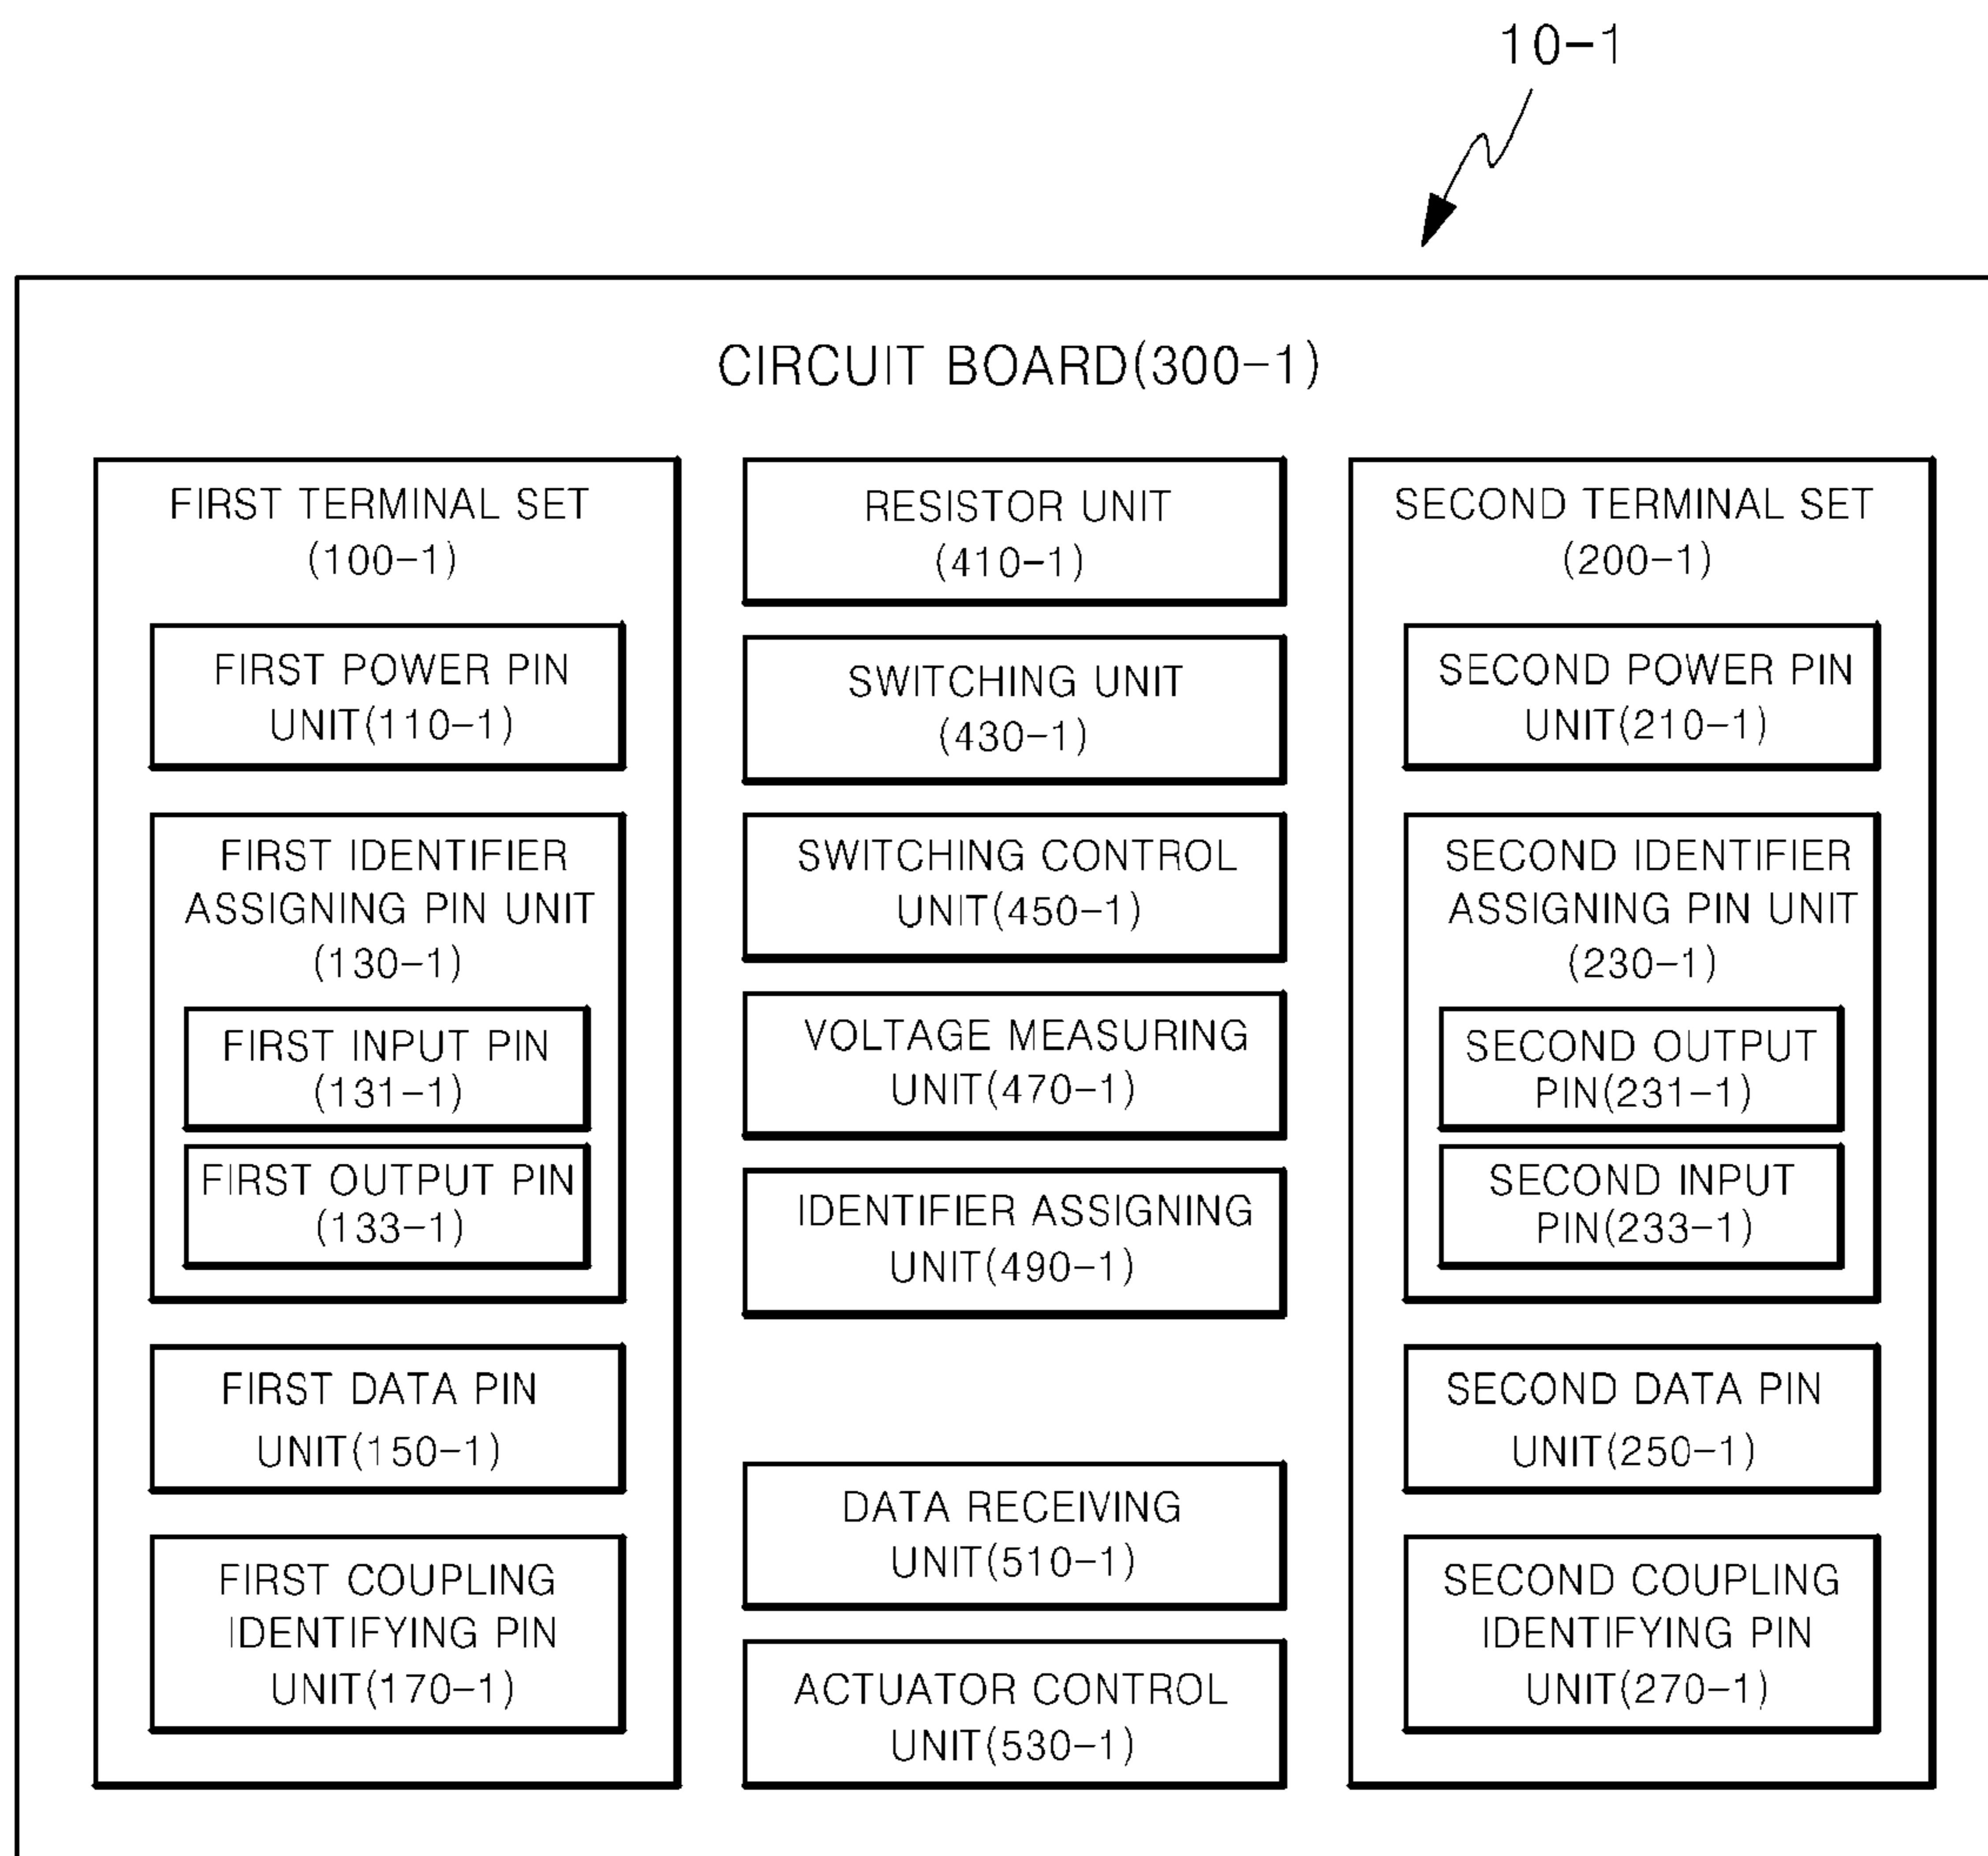 10-1
CIRCUIT BOARD(300-1)
FIRST TERMINAL SET
(100-1)
FIRST POWER PIN
UNIT(110-1)
FIRST IDENTIFIER
ASSIGNING PIN UNIT
(130-1)
FIRST INPUT PIN
(131-1)
FIRST OUTPUT PIN
(133-1)
FIRST DATA PIN
UNIT(150-1)
FIRST COUPLING
IDENTIFYING PIN
UNIT(170-1)
RESISTOR UNIT
(410-1)
SWITCHING UNIT
(430-1)
SWITCHING CONTROL
UNIT(450-1)
VOLTAGE MEASURING
UNIT(470-1)
IDENTIFIER ASSIGNING
UNIT(490-1)
DATA RECEIVING
UNIT(510-1)
ACTUATOR CONTROL
UNIT(530-1)
SECOND TERMINAL SET
(200-1)
SECOND POWER PIN
UNIT(210-1)
SECOND IDENTIFIER
ASSIGNING PIN UNIT
(230-1)
SECOND OUTPUT
PIN(231-1)
SECOND INPUT
PIN(233-1)
SECOND DATA PIN
UNIT(250-1)
SECOND COUPLING
IDENTIFYING PIN
UNIT(270-1)